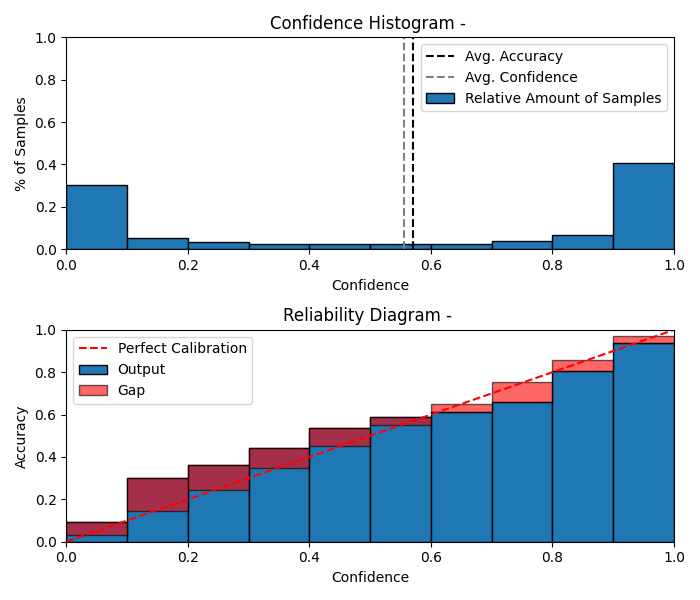 Confidence Histogram -
1.0
0.8
0.6
0.4
0.2
0.0
% of Samples
Avg. Accuracy
Avg. Confidence
Relative Amount of Samples
0.0 0.2 0.4 0.6 0.8 1.0
Confidence
Reliability Diagram -
1.0
0.8
0.6
0.4
0.2
0.0
Accuracy
Perfect Calibration
Output
Gap
0.0 0.2 0.4 0.6 0.8 1.0
Confidence